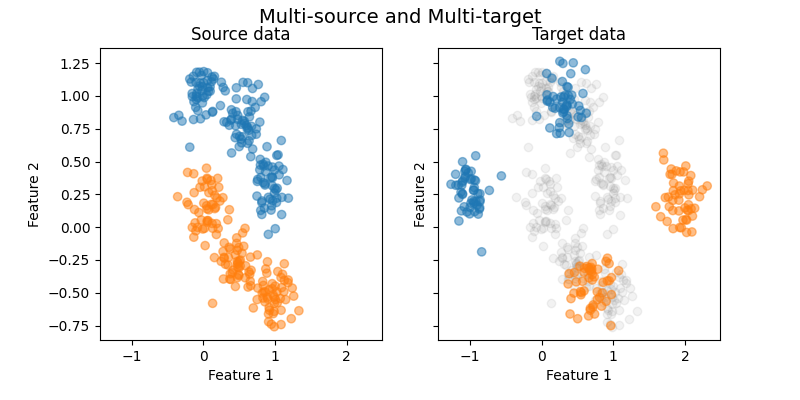 Multi-source and Multi-target
Source data
Target data
1.25
1.00
0.75
0.50
0.25
0.00
−0.25
−0.50
−0.75
Feature 2
Feature 2
−1 0 1 2
−1 0 1 2
Feature 1
Feature 1